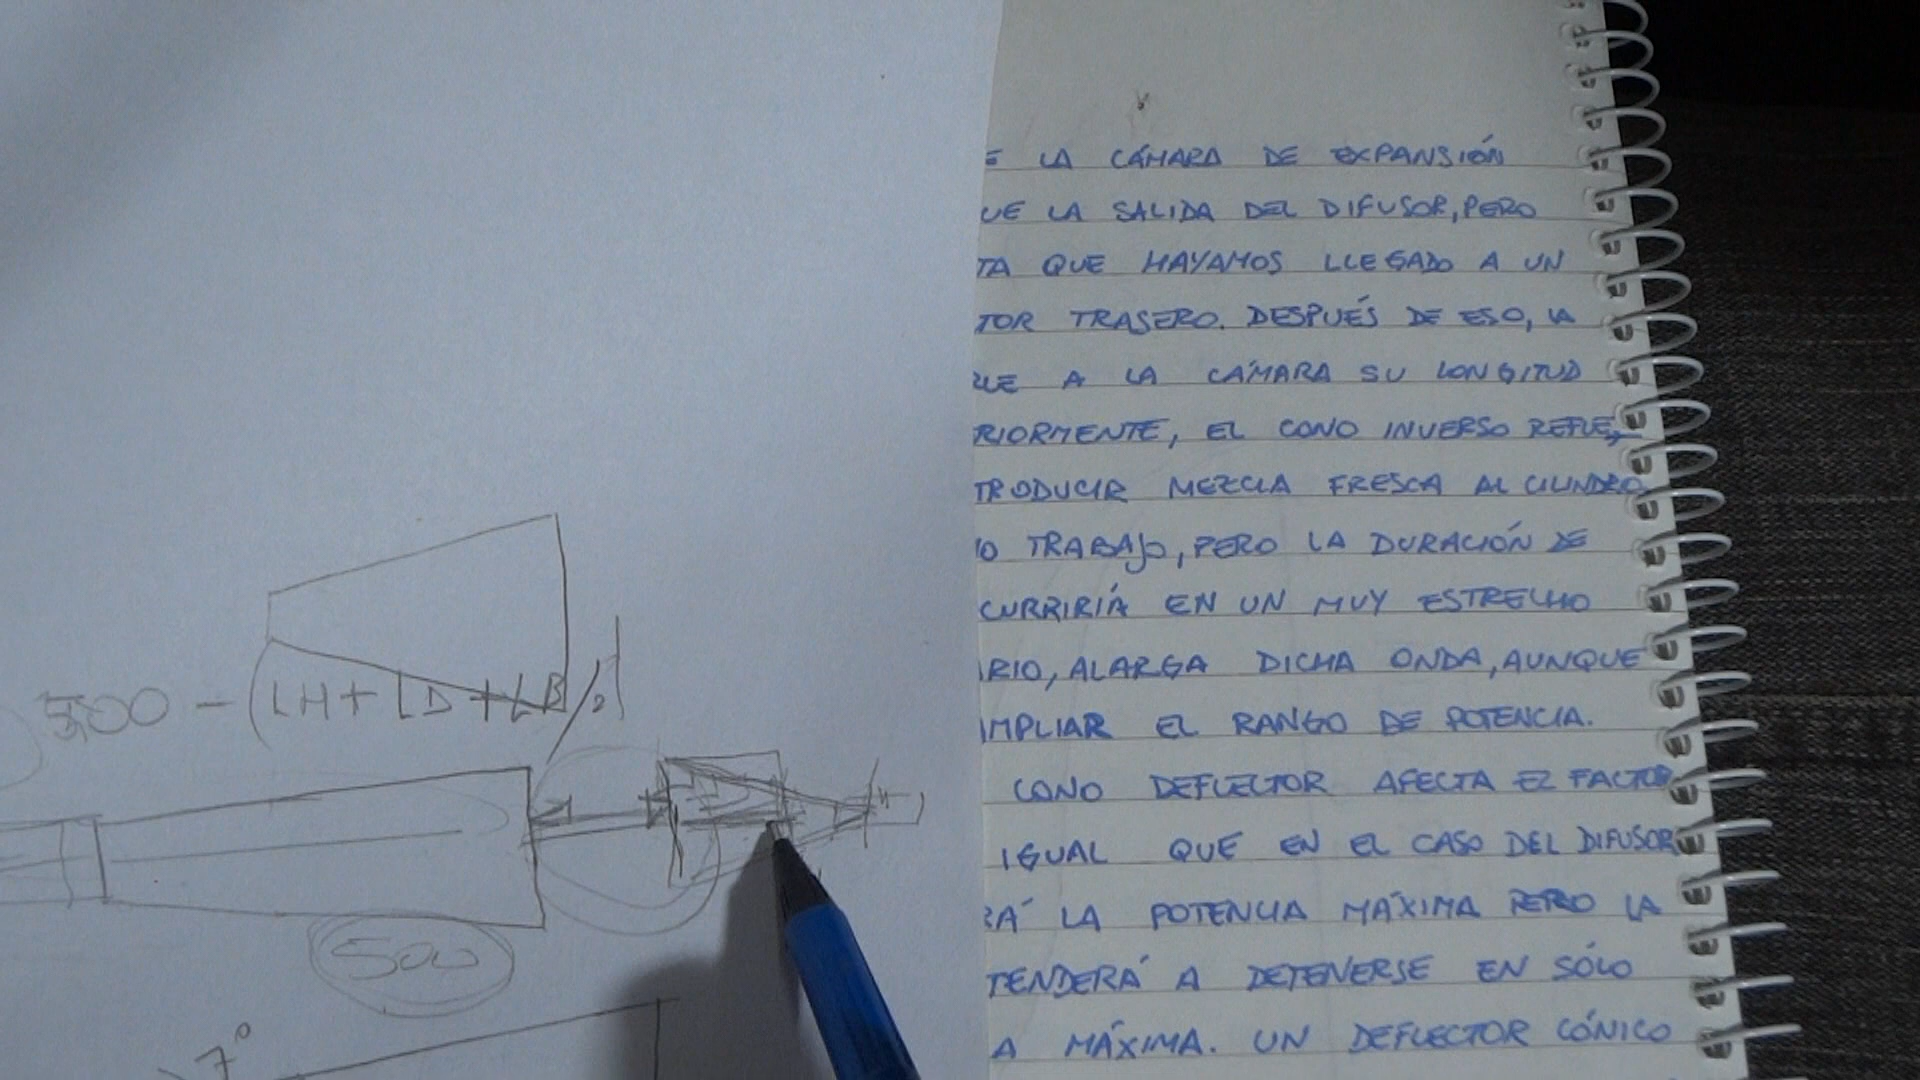 500 - (LH + LD + LB/2)
500
7°
E LA CÁMARA DE EXPANSIÓN
UE LA SALIDA DEL DIFUSOR, PERO
TA QUE HAYAMOS LLEGADO A UN
TOR TRASERO. DESPUÉS DE ESO, LA
A LA CÁMARA SU LONGITUD
RIORMENTE, EL CONO INVERSO REFLE
TRODUCIR MEZCLA FRESCA AL CILINDRO
O TRABAJO, PERO LA DURACIÓN DE
CURRIRÍA EN UN MUY ESTRECHO
RIO, ALARGA DICHA ONDA, AUNQUE
MPLIAR EL RANGO DE POTENCIA.
CONO DEFLECTOR AFECTA EL FACTOR
IGUAL QUE EN EL CASO DEL DIFUSOR
RÁ LA POTENCIA MÁXIMA PERO LA
TENDERÁ A DETENERSE EN SÓLO
A MÁXIMA. UN DEFLECTOR CÓNICO